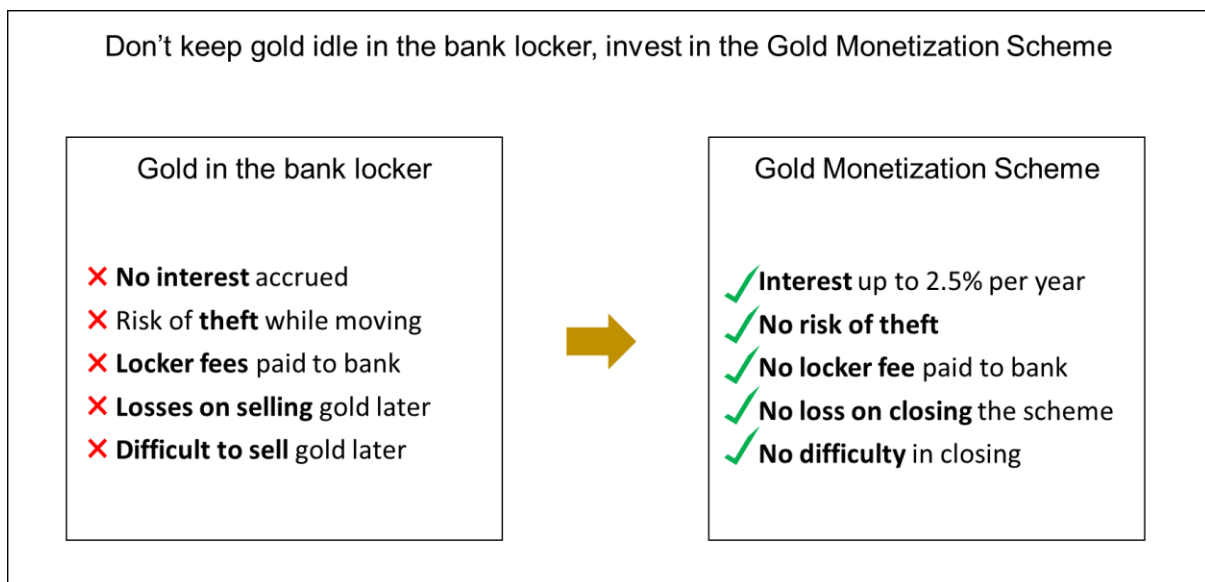 Don’t keep gold idle in the bank locker, invest in the Gold Monetization Scheme
Gold in the bank locker
No interest accrued
Risk of theft while moving
Locker fees paid to bank
Losses on selling gold later
Difficult to sell gold later
Gold Monetization Scheme
Interest up to 2.5% per year
No risk of theft
No locker fee paid to bank
No loss on closing the scheme
No difficulty in closing